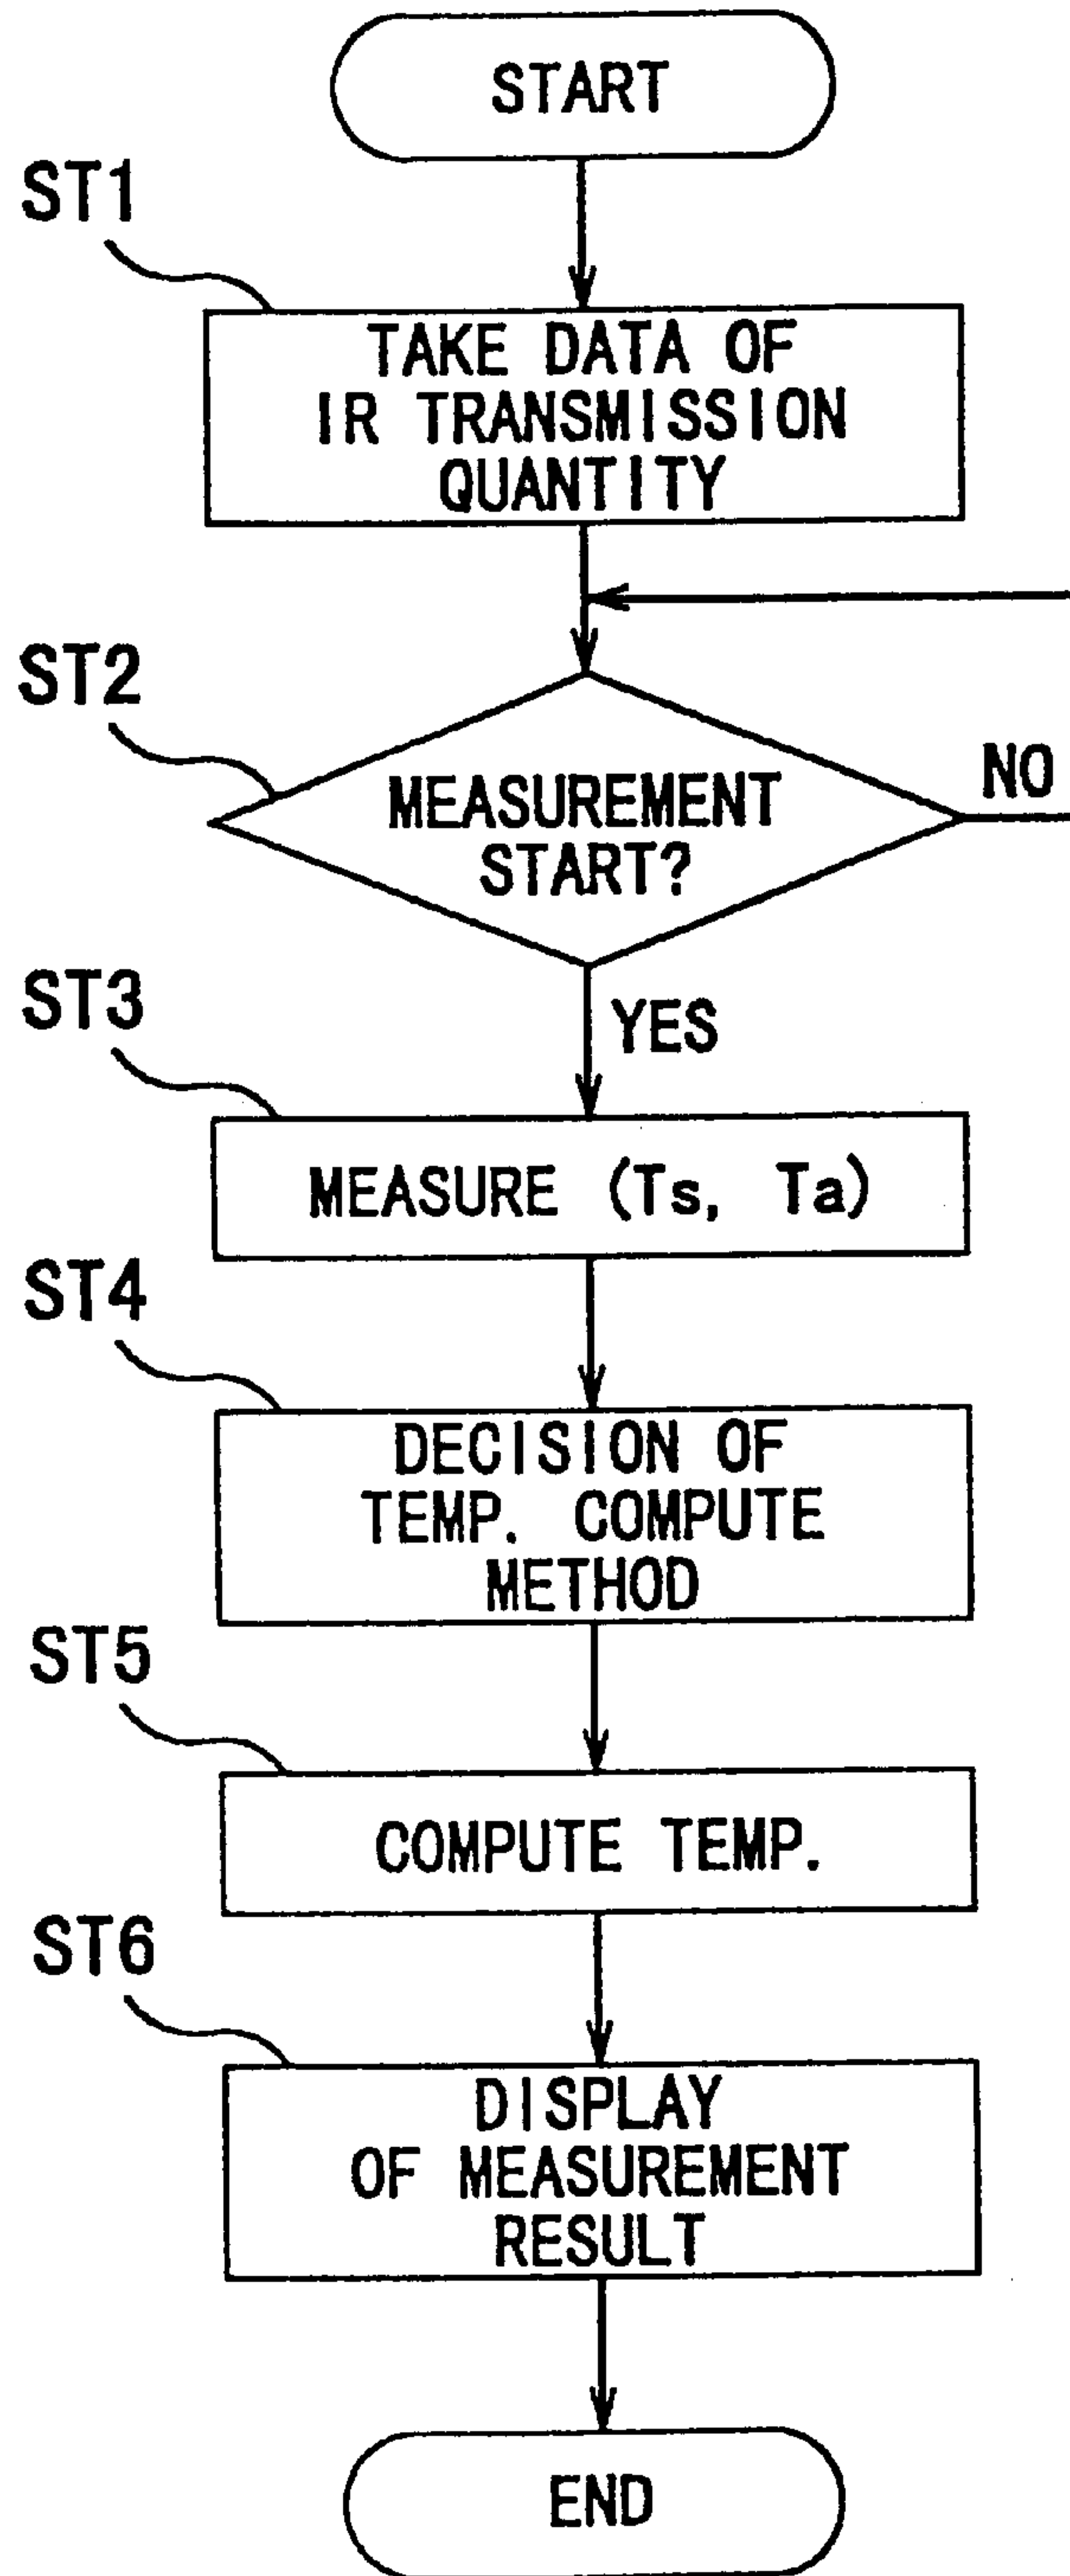 START
ST1
TAKE DATA OF
IR TRANSMISSION
QUANTITY
ST2
MEASUREMENT
START?
NO
YES
ST3
MEASURE (Ts, Ta)
ST4
DECISION OF
TEMP. COMPUTE
METHOD
ST5
COMPUTE TEMP.
ST6
DISPLAY
OF MEASUREMENT
RESULT
END